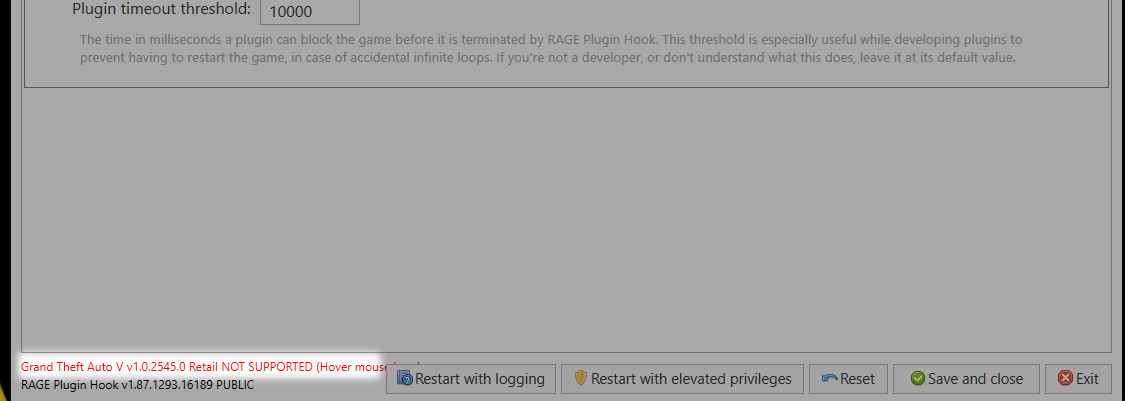 Plugin timeout threshold: 10000
The time in milliseconds a plugin can block the game before it is terminated by RAGE Plugin Hook. This threshold is especially useful while developing plugins to
prevent having to restart the game, in case of accidental infinite loops. If you're not a developer, or don't understand what this does, leave it at its default value.
Grand Theft Auto V v1.0.2545.0 Retail NOT SUPPORTED (Hover mouse
RAGE Plugin Hook v1.87.1293.16189 PUBLIC
Restart with logging
Restart with elevated privileges
Reset
Save and close
Exit